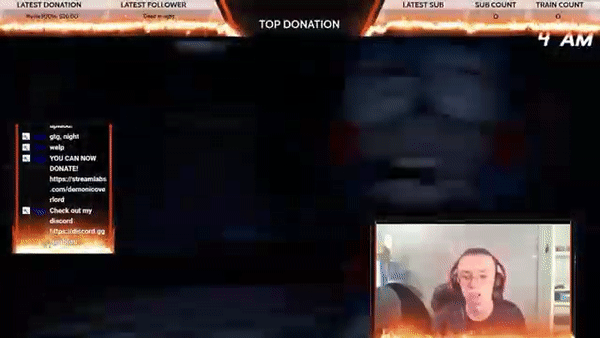 LATEST DONATION
LATEST FOLLOWER
TOP DONATION
LATEST SUB
SUB COUNT
TRAIN COUNT
0
0
4 AM
gtg, night
welp
YOU CAN NOW
DONATE!
https://streamlabs
.com/demonicove
rlord
Check out my
discord
https://discord.gg